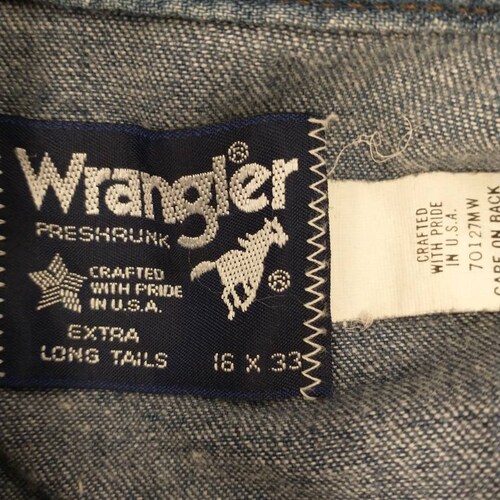 Wrangler®
PRESHRUNK
®
CRAFTED
WITH PRIDE
IN U.S.A.
EXTRA
LONG TAILS
16 X 33
CRAFTED
WITH PRIDE
IN U.S.A.
70127MW
CARE ON BACK